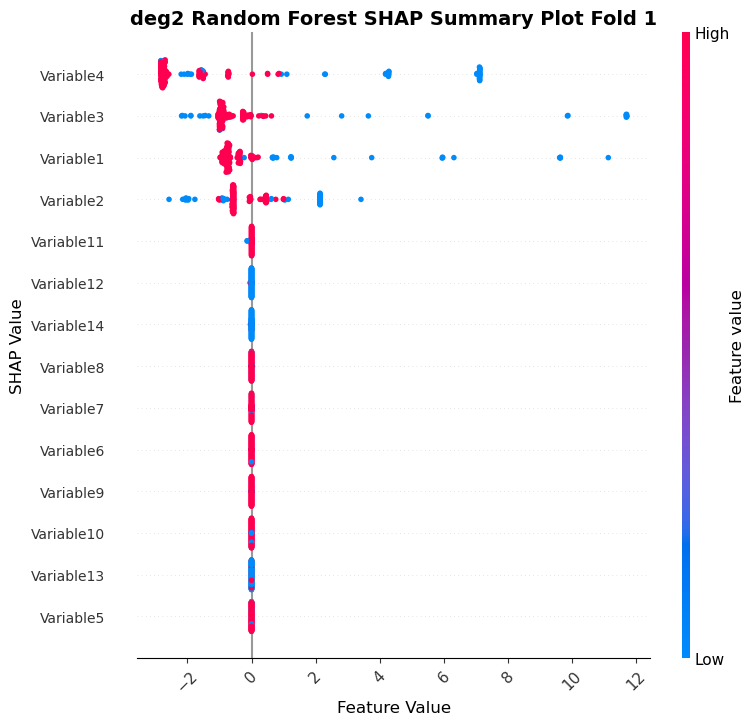 deg2 Random Forest SHAP Summary Plot Fold 1
High
Variable4
Variable3
Variable1
Variable2
Variable11
Variable12
Variable14
Variable8
Variable7
Variable6
Variable9
Variable10
Variable13
Variable5
SHAP Value
Feature value
Low
−2
0
2
4
6
8
10
12
Feature Value